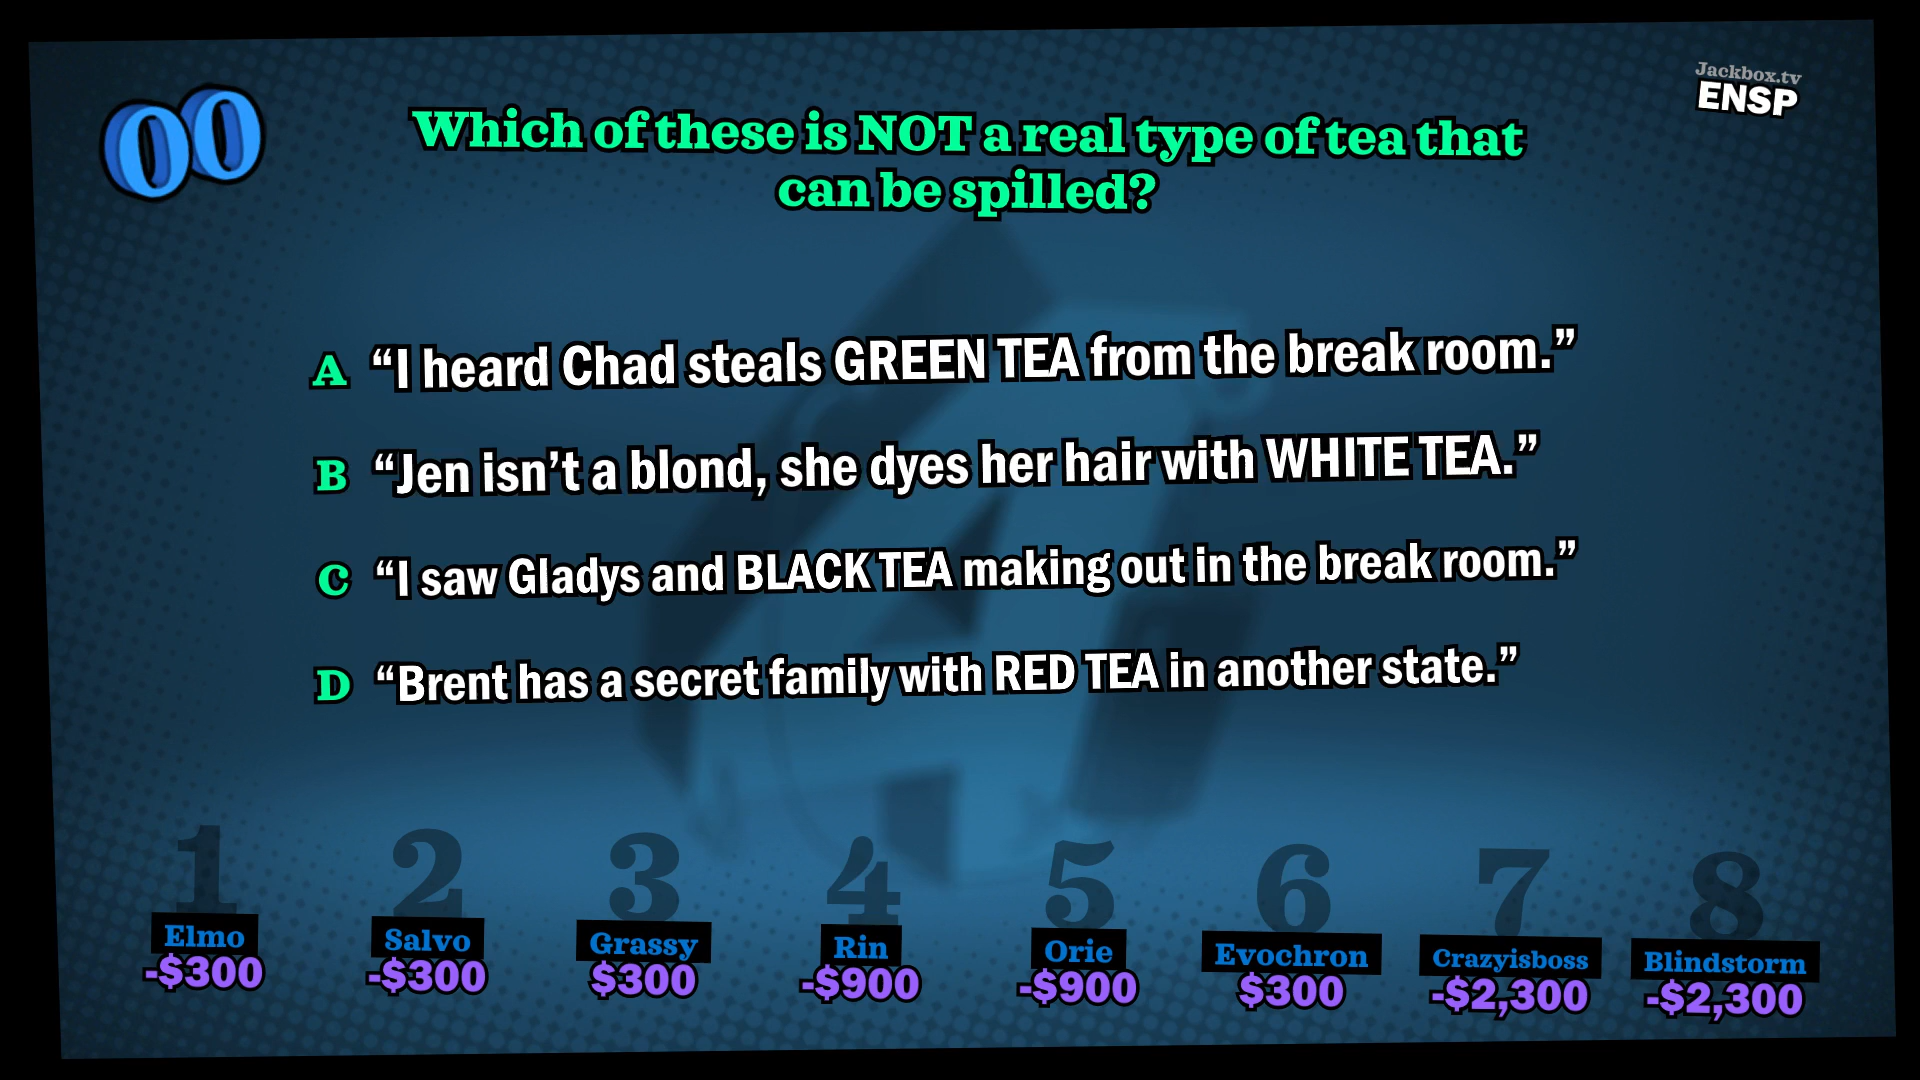 00
Jackbox.tv
ENSP
Which of these is NOT a real type of tea that
can be spilled?
A “I heard Chad steals GREEN TEA from the break room.”
B “Jen isn’t a blond, she dyes her hair with WHITE TEA.”
C “I saw Gladys and BLACK TEA making out in the break room.”
D “Brent has a secret family with RED TEA in another state.”
1 2 3 4 5 6 7 8
Elmo Salvo Grassy Rin Orie Evochron Crazyisboss Blindstorm
-$300 -$300 $300 -$900 -$900 $300 -$2,300 -$2,300